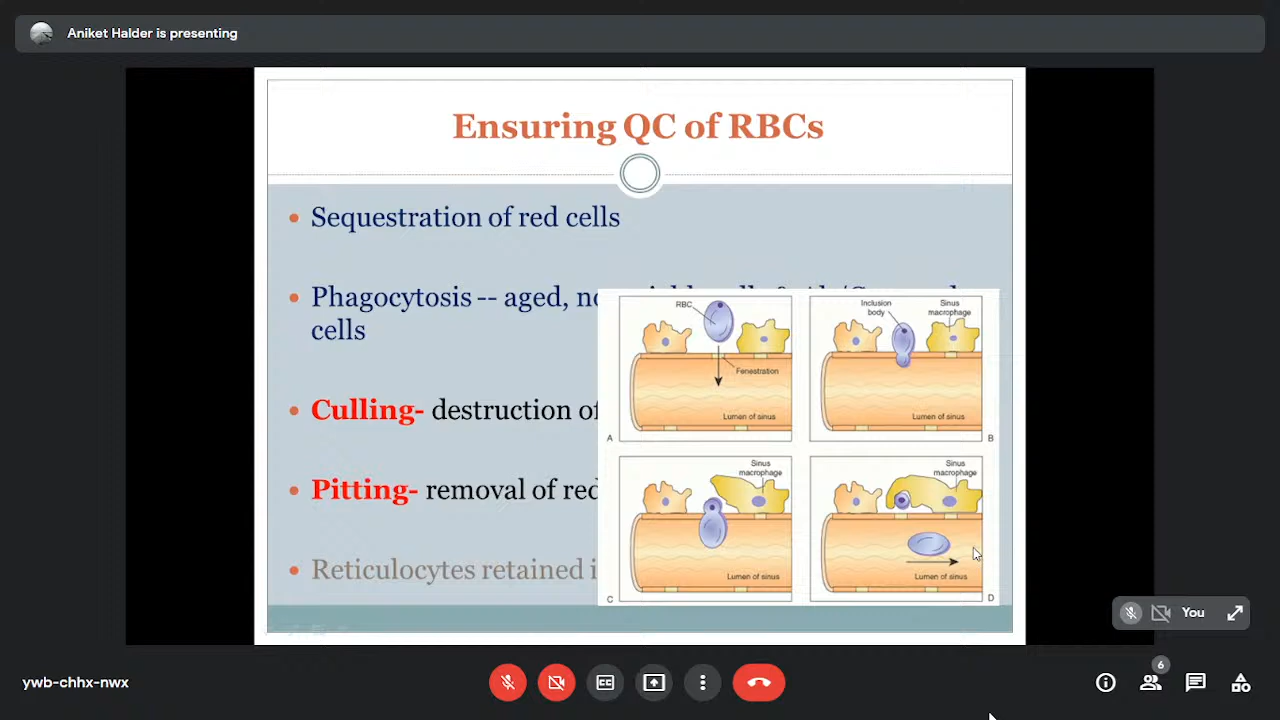 Aniket Halder is presenting
Ensuring QC of RBCs
• Sequestration of red cells
• Phagocytosis -- aged,
cells
• Culling- destruction of
• Pitting- removal of red
• Reticulocytes retained
RBC
Fenestration
Lumen of sinus
A
Inclusion
body
Sinus
macrophage
Lumen of sinus
B
Sinus
macrophage
Lumen of sinus
C
Sinus
macrophage
Lumen of sinus
D
You
6
ywb-chhx-nwx
CC